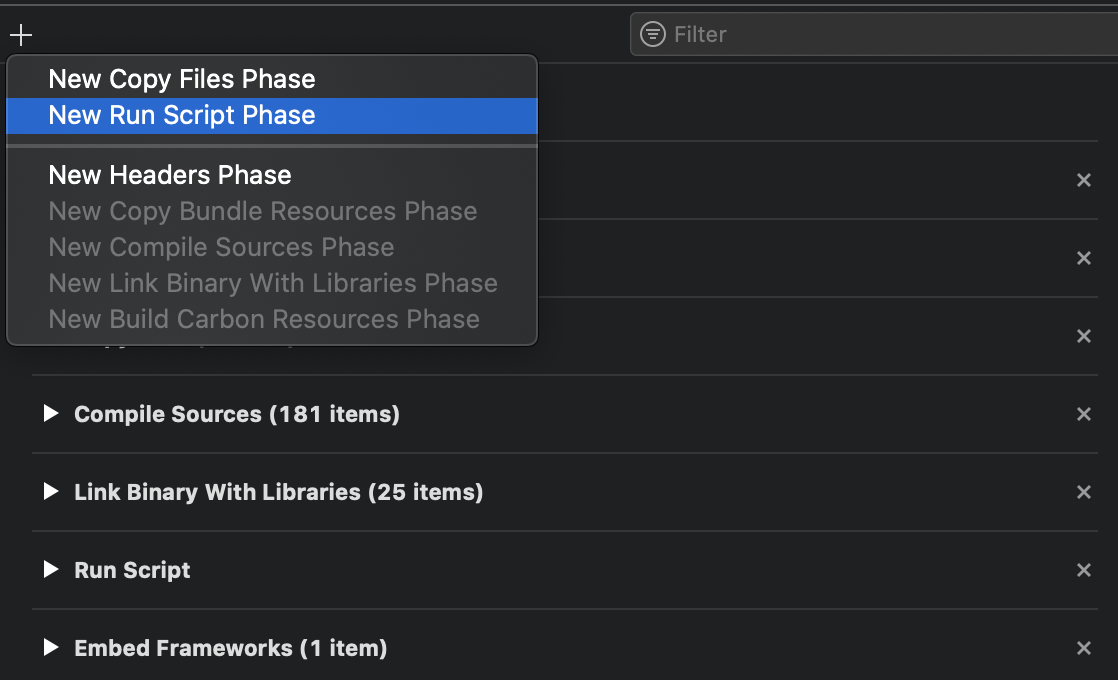 Filter
New Copy Files Phase
New Run Script Phase
New Headers Phase
New Copy Bundle Resources Phase
New Compile Sources Phase
New Link Binary With Libraries Phase
New Build Carbon Resources Phase
Compile Sources (181 items)
Link Binary With Libraries (25 items)
Run Script
Embed Frameworks (1 item)